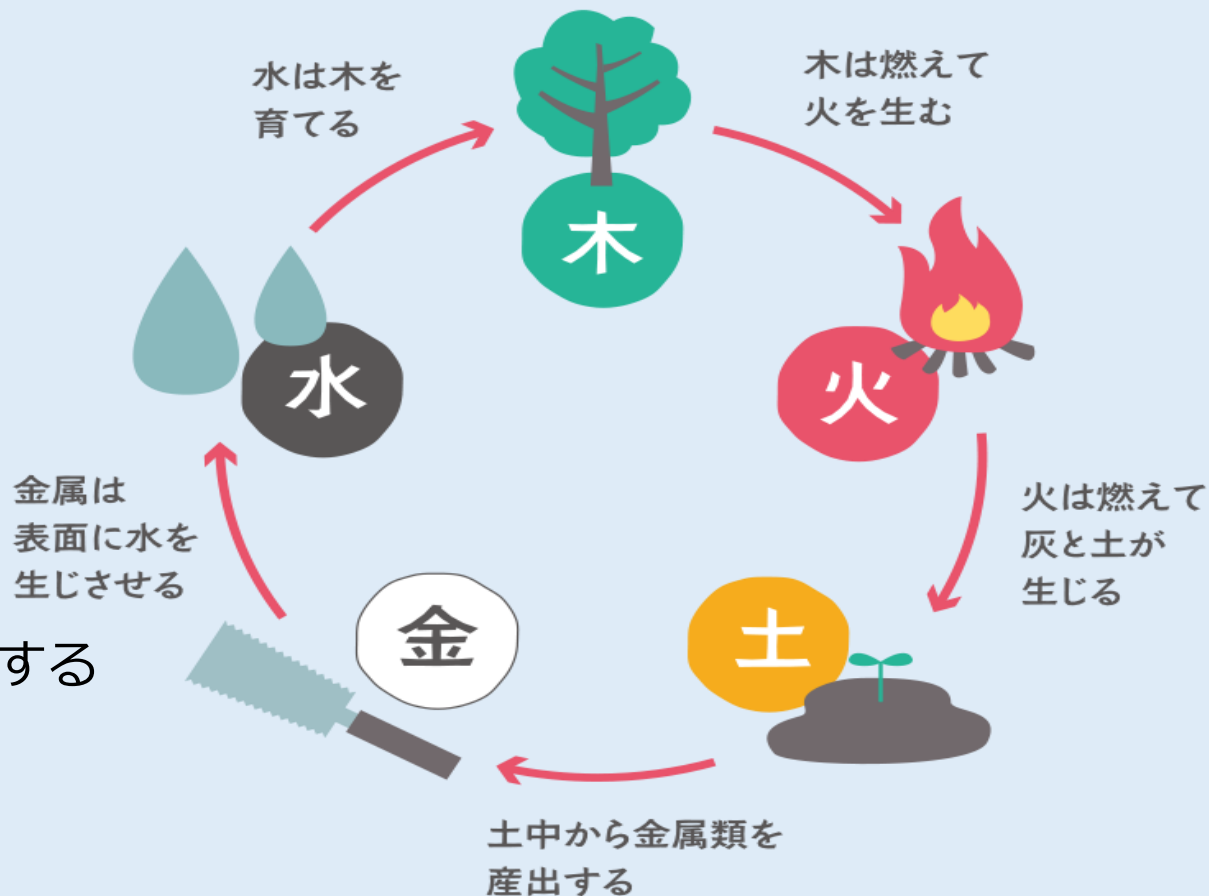 水は木を
育てる
木は燃えて
火を生む
木
水
火
金属は
表面に水を
生じさせる
火は燃えて
灰と土が
生じる
する
金
土
土中から金属類を
産出する